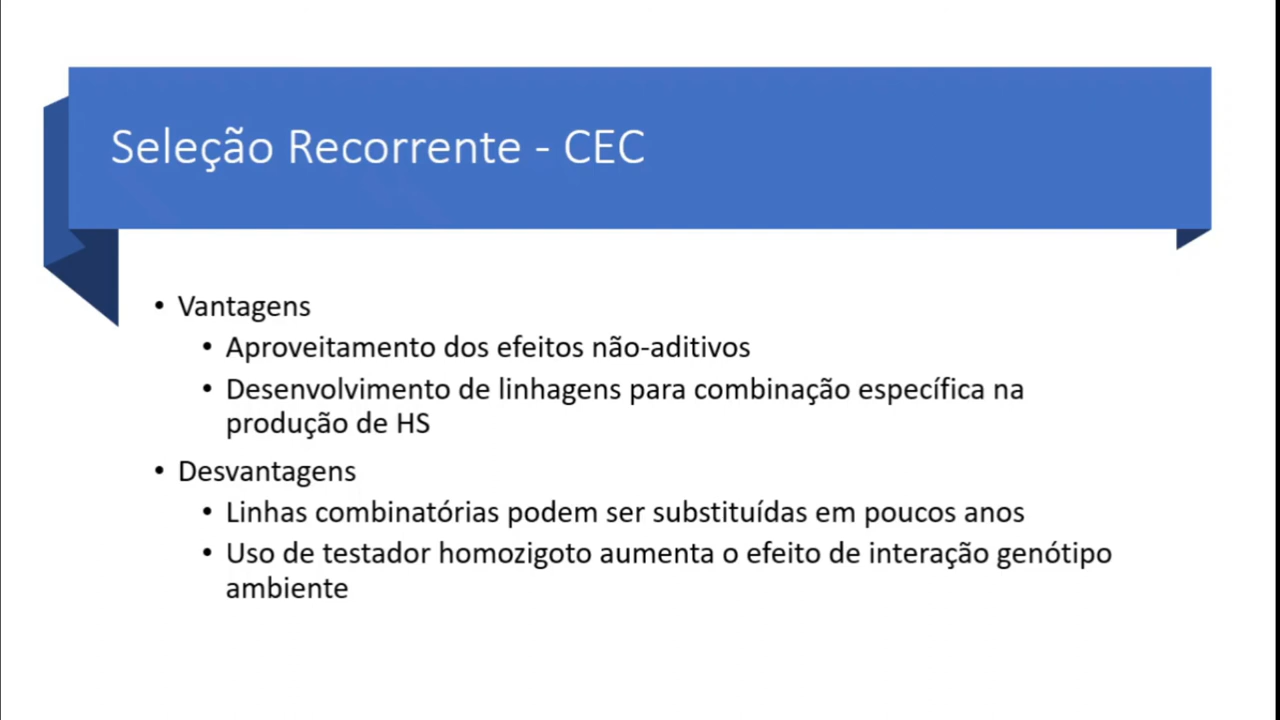 Seleção Recorrente - CEC
• Vantagens
• Aproveitamento dos efeitos não-aditivos
• Desenvolvimento de linhagens para combinação específica na
produção de HS
• Desvantagens
• Linhas combinatórias podem ser substituídas em poucos anos
• Uso de testador homozigoto aumenta o efeito de interação genótipo
ambiente